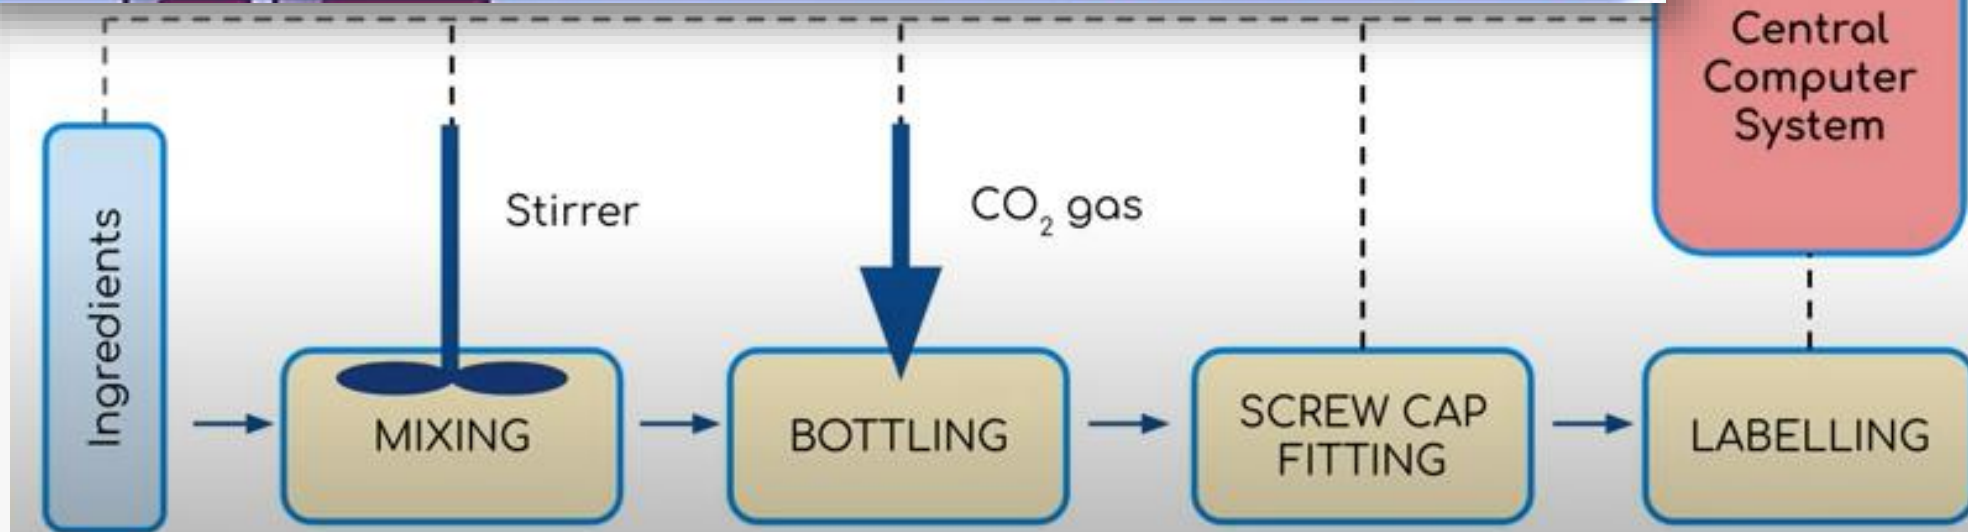 Central
Computer
System
Ingredients
Stirrer
CO₂ gas
MIXING
BOTTLING
SCREW CAP
FITTING
LABELLING